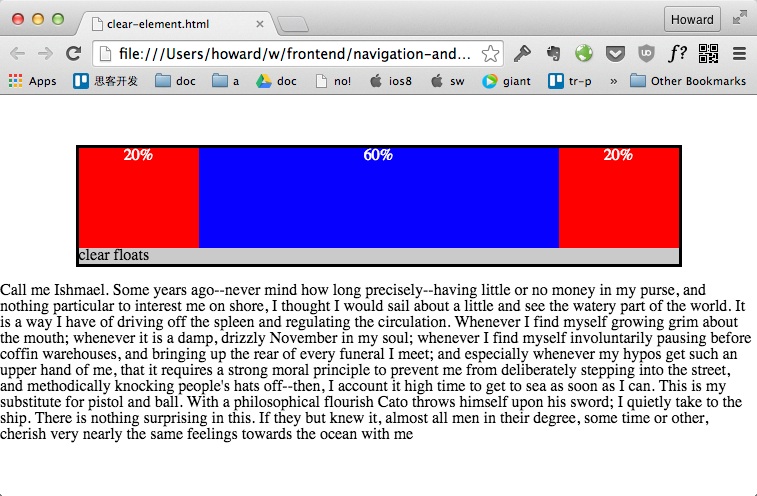 clear-element.html
Howard
file:///Users/howard/w/frontend/navigation-and...
f?
Apps 思客开发 doc a doc no! ios8 sw giant tr-p » Other Bookmarks
20% 60% 20%
clear floats
Call me Ishmael. Some years ago--never mind how long precisely--having little or no money in my purse, and
nothing particular to interest me on shore, I thought I would sail about a little and see the watery part of the world. It
is a way I have of driving off the spleen and regulating the circulation. Whenever I find myself growing grim about
the mouth; whenever it is a damp, drizzly November in my soul; whenever I find myself involuntarily pausing before
coffin warehouses, and bringing up the rear of every funeral I meet; and especially whenever my hypos get such an
upper hand of me, that it requires a strong moral principle to prevent me from deliberately stepping into the street,
and methodically knocking people's hats off--then, I account it high time to get to sea as soon as I can. This is my
substitute for pistol and ball. With a philosophical flourish Cato throws himself upon his sword; I quietly take to the
ship. There is nothing surprising in this. If they but knew it, almost all men in their degree, some time or other,
cherish very nearly the same feelings towards the ocean with me